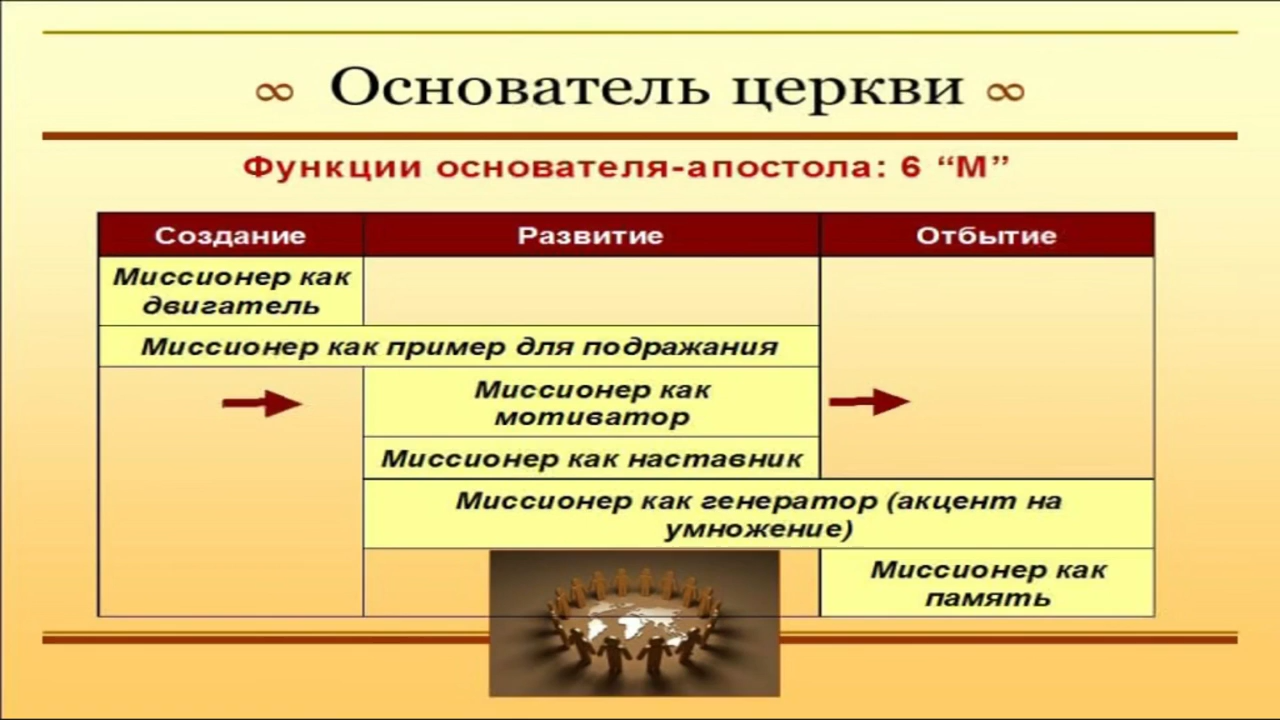 ∞ Основатель церкви ∞
Функции основателя-апостола: 6 “М”
Создание
Развитие
Отбытие
Миссионер как
двигатель
Миссионер как пример для подражания
Миссионер как
мотиватор
Миссионер как наставник
Миссионер как генератор (акцент на
умножение)
Миссионер как
память